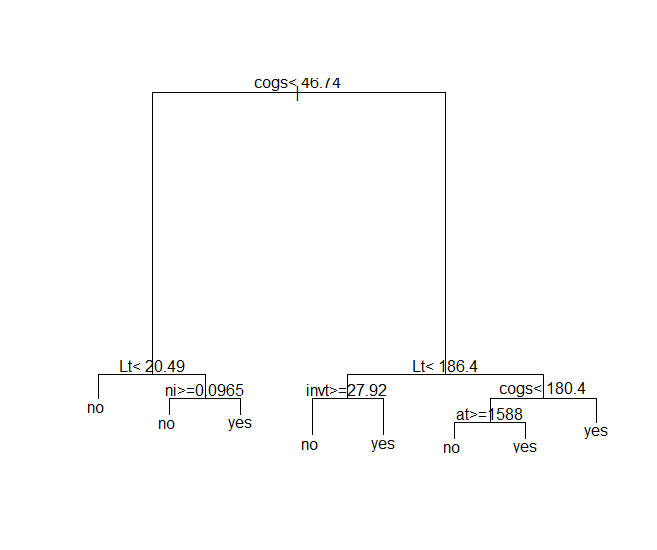 cogs< 46.74
Lt< 20.49
Lt< 186.4
ni>=0.0965
invt>=27.92
cogs< 180.4
no
at>=1588
no
yes
no
yes
yes
no
yes